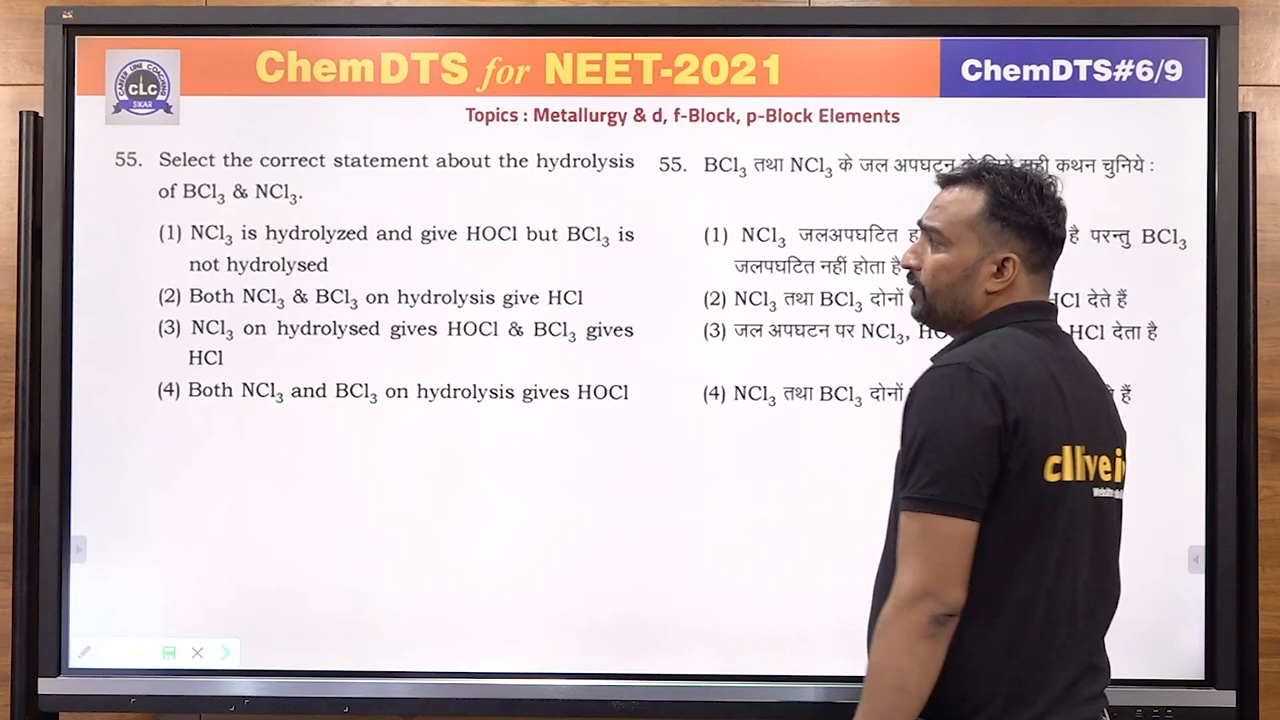 CAREER LINE COACHING
CLC
SIKAR
ChemDTS for NEET-2021
ChemDTS#6/9
Topics : Metallurgy & d, f-Block, p-Block Elements
55. Select the correct statement about the hydrolysis
of BCl₃ & NCl₃.
(1) NCl₃ is hydrolyzed and give HOCl but BCl₃ is
not hydrolysed
(2) Both NCl₃ & BCl₃ on hydrolysis give HCl
(3) NCl₃ on hydrolysed gives HOCl & BCl₃ gives
HCl
(4) Both NCl₃ and BCl₃ on hydrolysis gives HOCl
55. BCl₃ तथा NCl₃ के जल अपघटन के लिये सही कथन चुनिये :
(1) NCl₃ जलअपघटित है परन्तु BCl₃
जलपघटित नहीं होता है
(2) NCl₃ तथा BCl₃ दोनों HCl देते हैं
(3) जल अपघटन पर NCl₃, HCl देता है
(4) NCl₃ तथा BCl₃ दोनों हैं